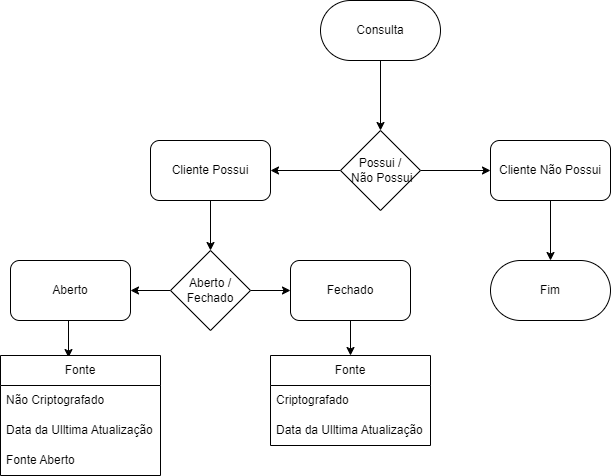 Consulta
Possui /
Não Possui
Cliente Possui
Cliente Não Possui
Aberto /
Fechado
Aberto
Fechado
Fim
Fonte
Não Criptografado
Data da Ulltima Atualização
Fonte Aberto
Fonte
Criptografado
Data da Ulltima Atualização